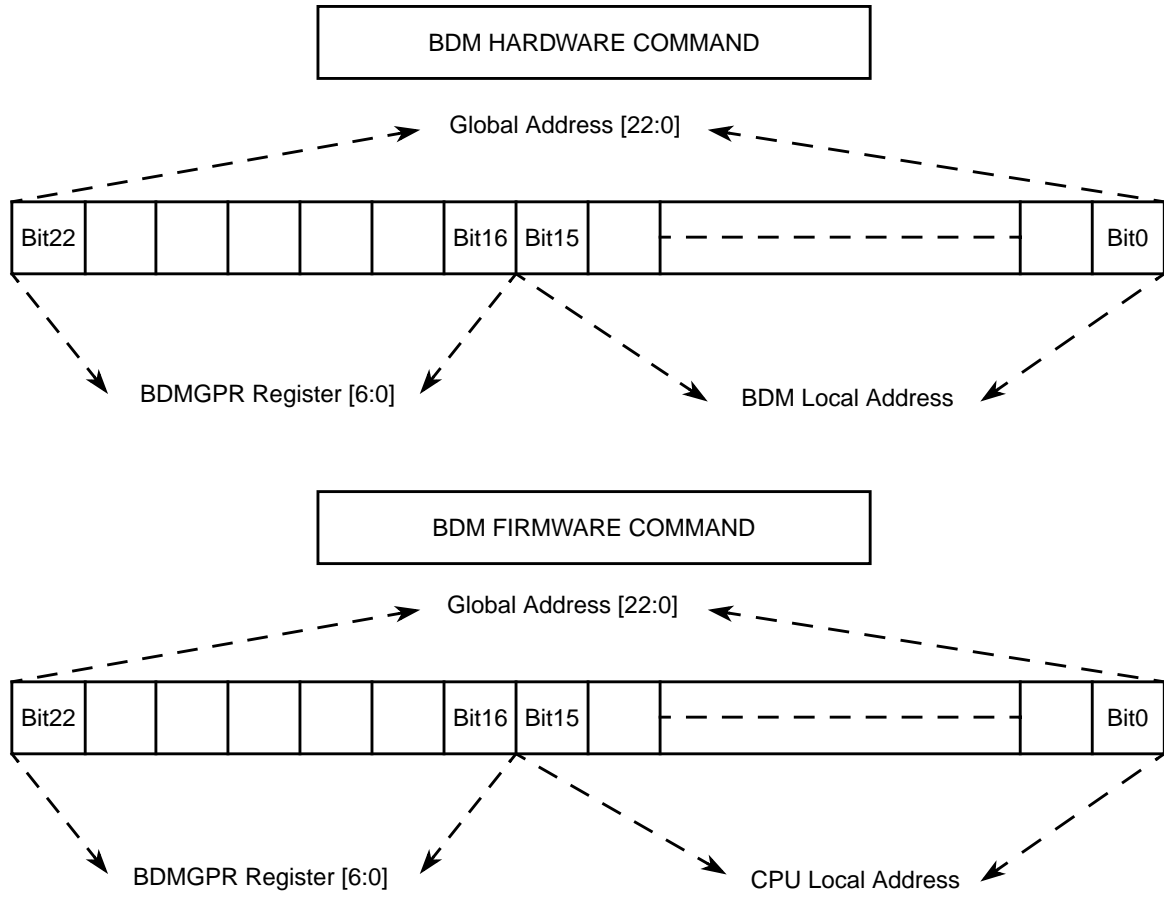 BDM HARDWARE COMMAND
Global Address [22:0]
Bit22 Bit16 Bit15 Bit0
BDMGPR Register [6:0] BDM Local Address
BDM FIRMWARE COMMAND
Global Address [22:0]
Bit22 Bit16 Bit15 Bit0
BDMGPR Register [6:0] CPU Local Address